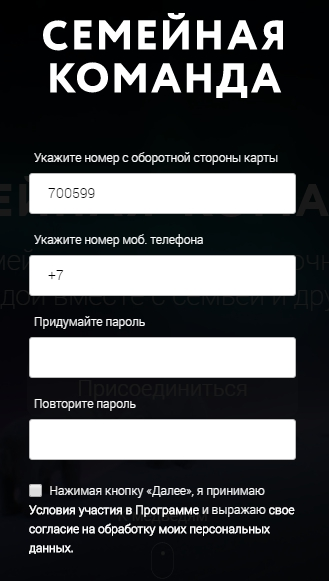 СЕМЕЙНАЯ
КОМАНДА
Укажите номер с оборотной стороны карты
700599
Укажите номер моб. телефона
+7
Придумайте пароль
Присоединиться
Повторите пароль
Нажимая кнопку «Далее», я принимаю
Условия участия в Программе и выражаю свое
согласие на обработку моих персональных
данных.